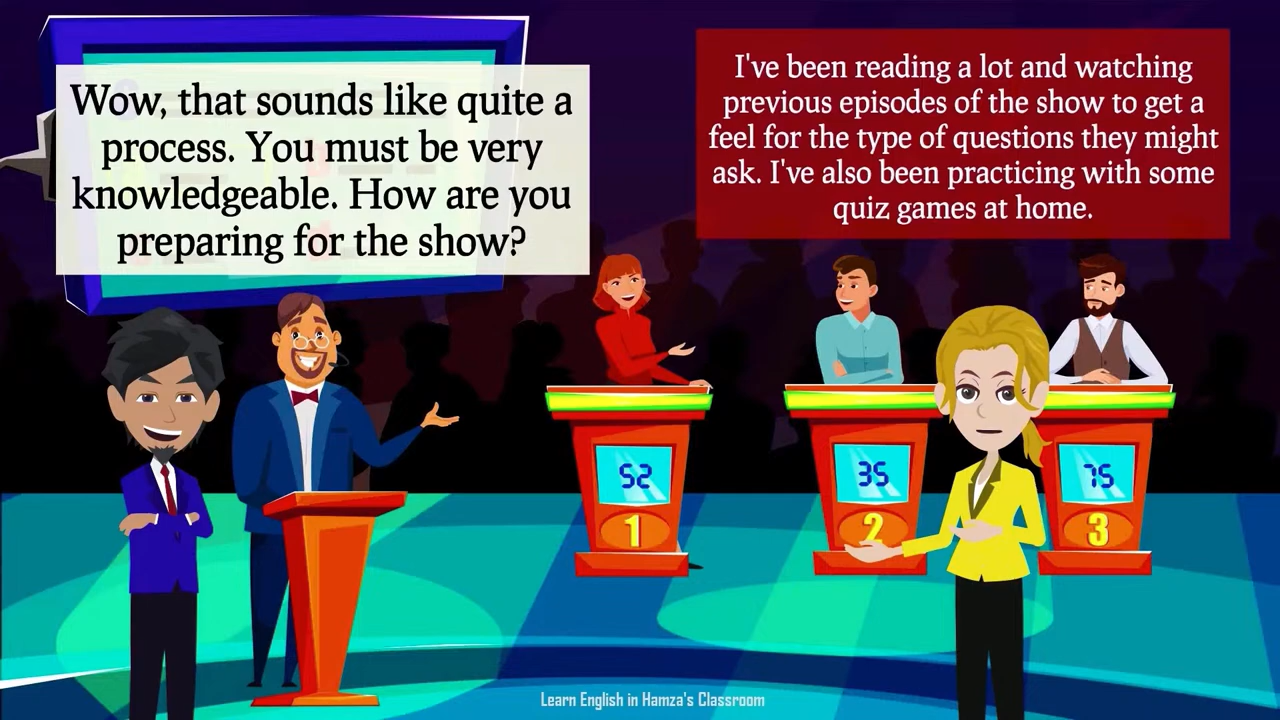 Wow, that sounds like quite a
process. You must be very
knowledgeable. How are you
preparing for the show?
I've been reading a lot and watching
previous episodes of the show to get a
feel for the type of questions they might
ask. I've also been practicing with some
quiz games at home.
52
35
75
1
2
3
Learn English in Hamza's Classroom